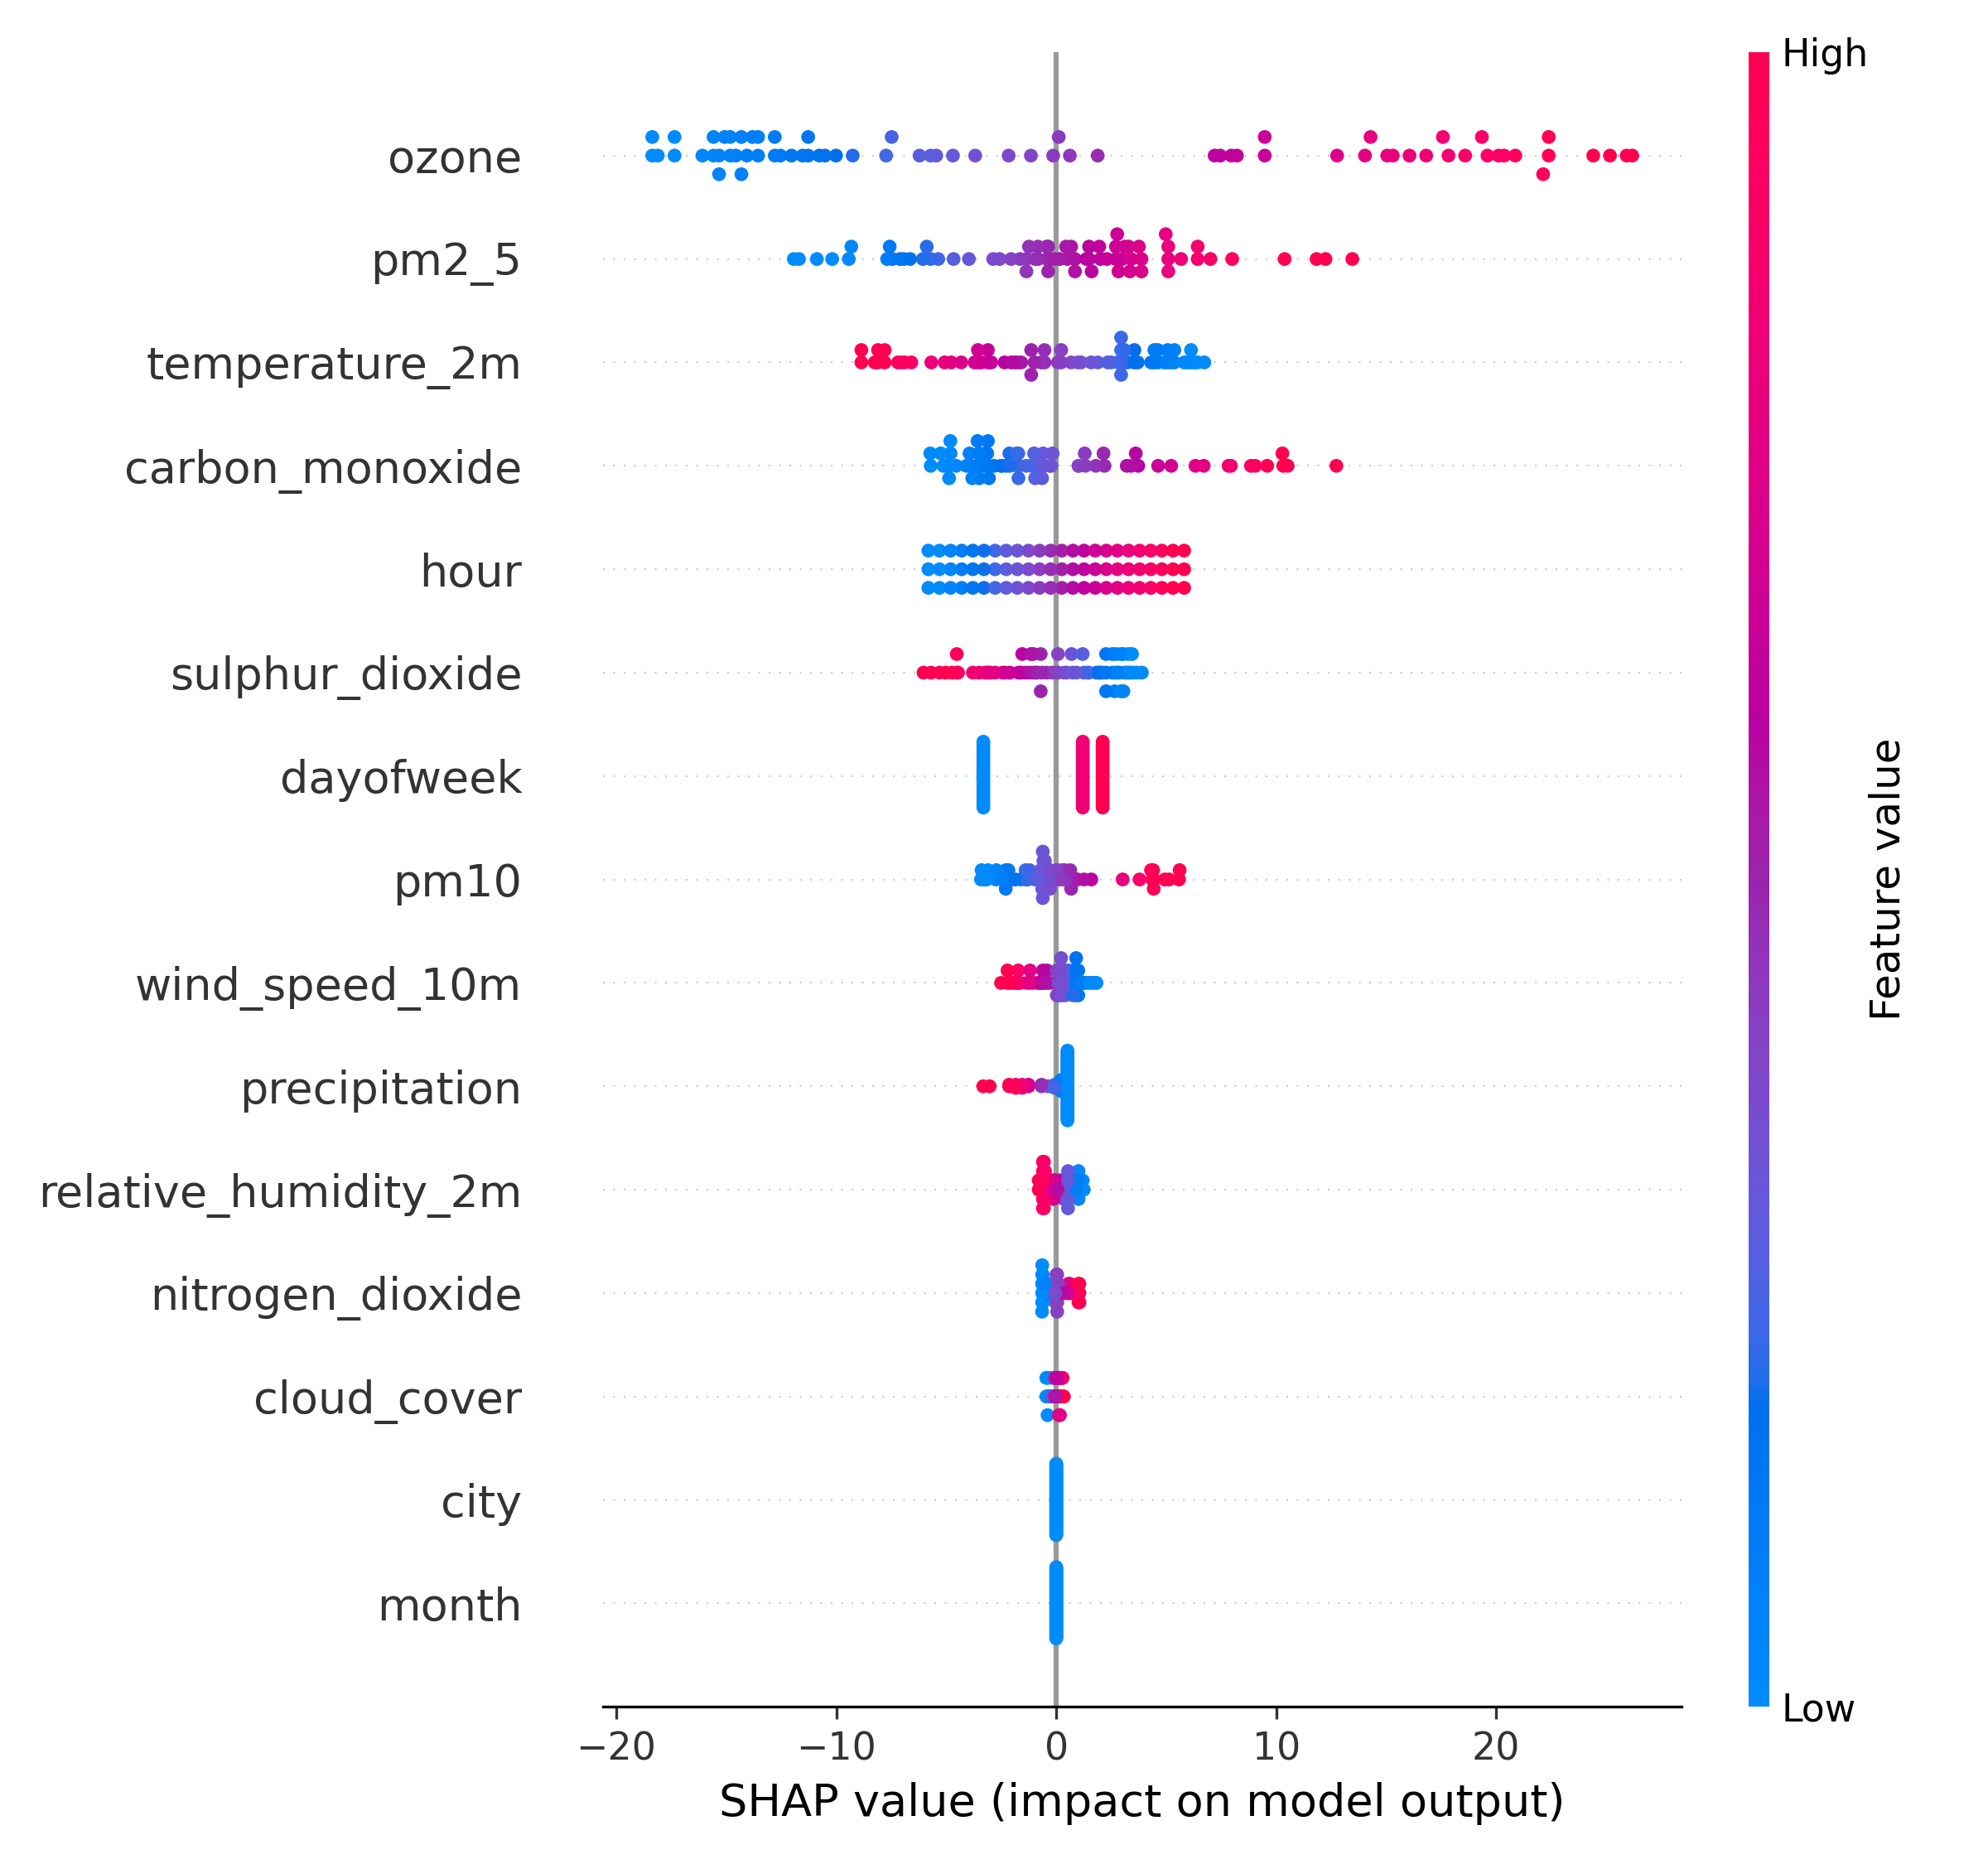 High
ozone
pm2_5
temperature_2m
carbon_monoxide
hour
sulphur_dioxide
dayofweek
pm10
wind_speed_10m
precipitation
relative_humidity_2m
nitrogen_dioxide
cloud_cover
city
month
Feature value
Low
−20 −10 0 10 20
SHAP value (impact on model output)